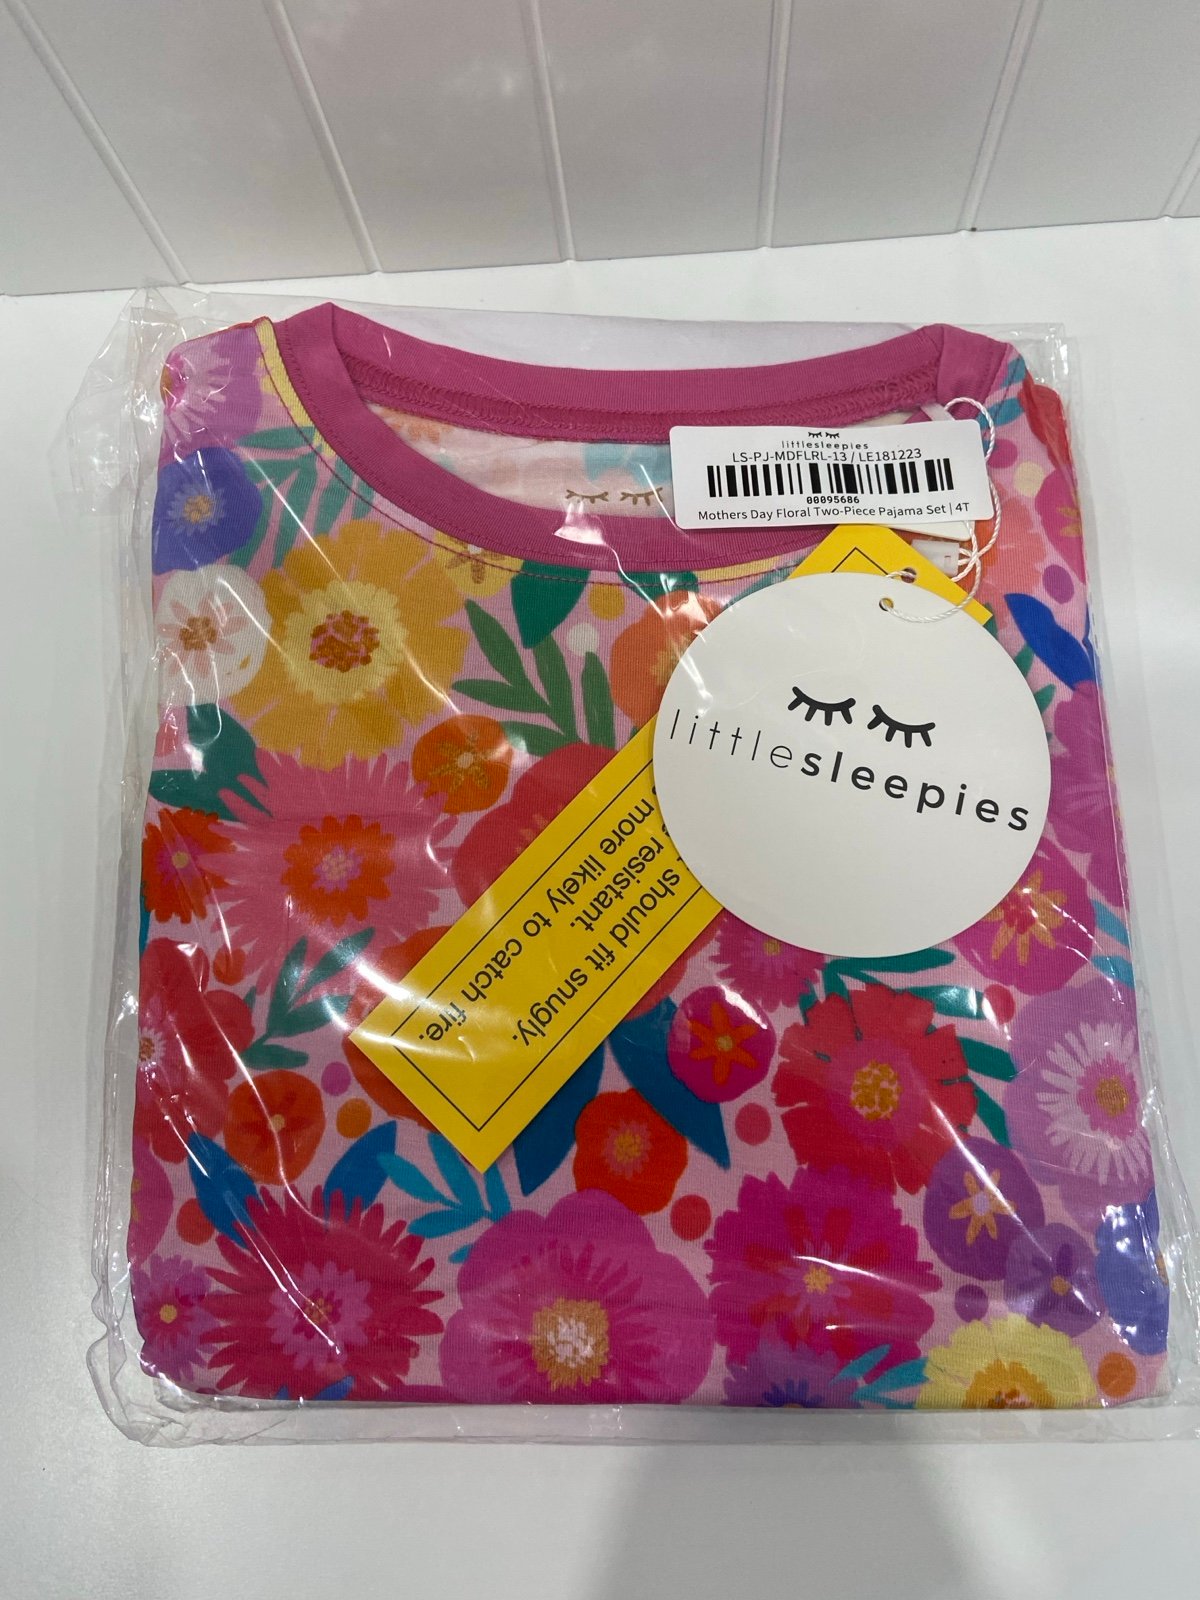 littlesleepies
LS-PJ-MDFLRL-13 / LE181223
00095686
Mothers Day Floral Two-Piece Pajama Set | 4T
littlesleepies
should fit snugly.
resistant.
more likely to catch fire.